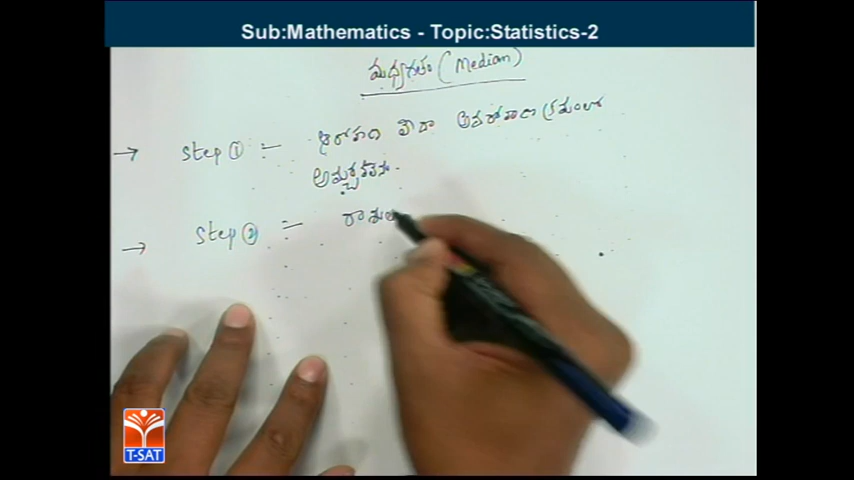 Sub:Mathematics - Topic:Statistics-2
మధ్యగతం (Median)
→ Step ① :- ఆరోహణ లేదా అవరోహణ క్రమంలో
అమర్చవలెను.
→ Step ② :- రాశుల
T-SAT